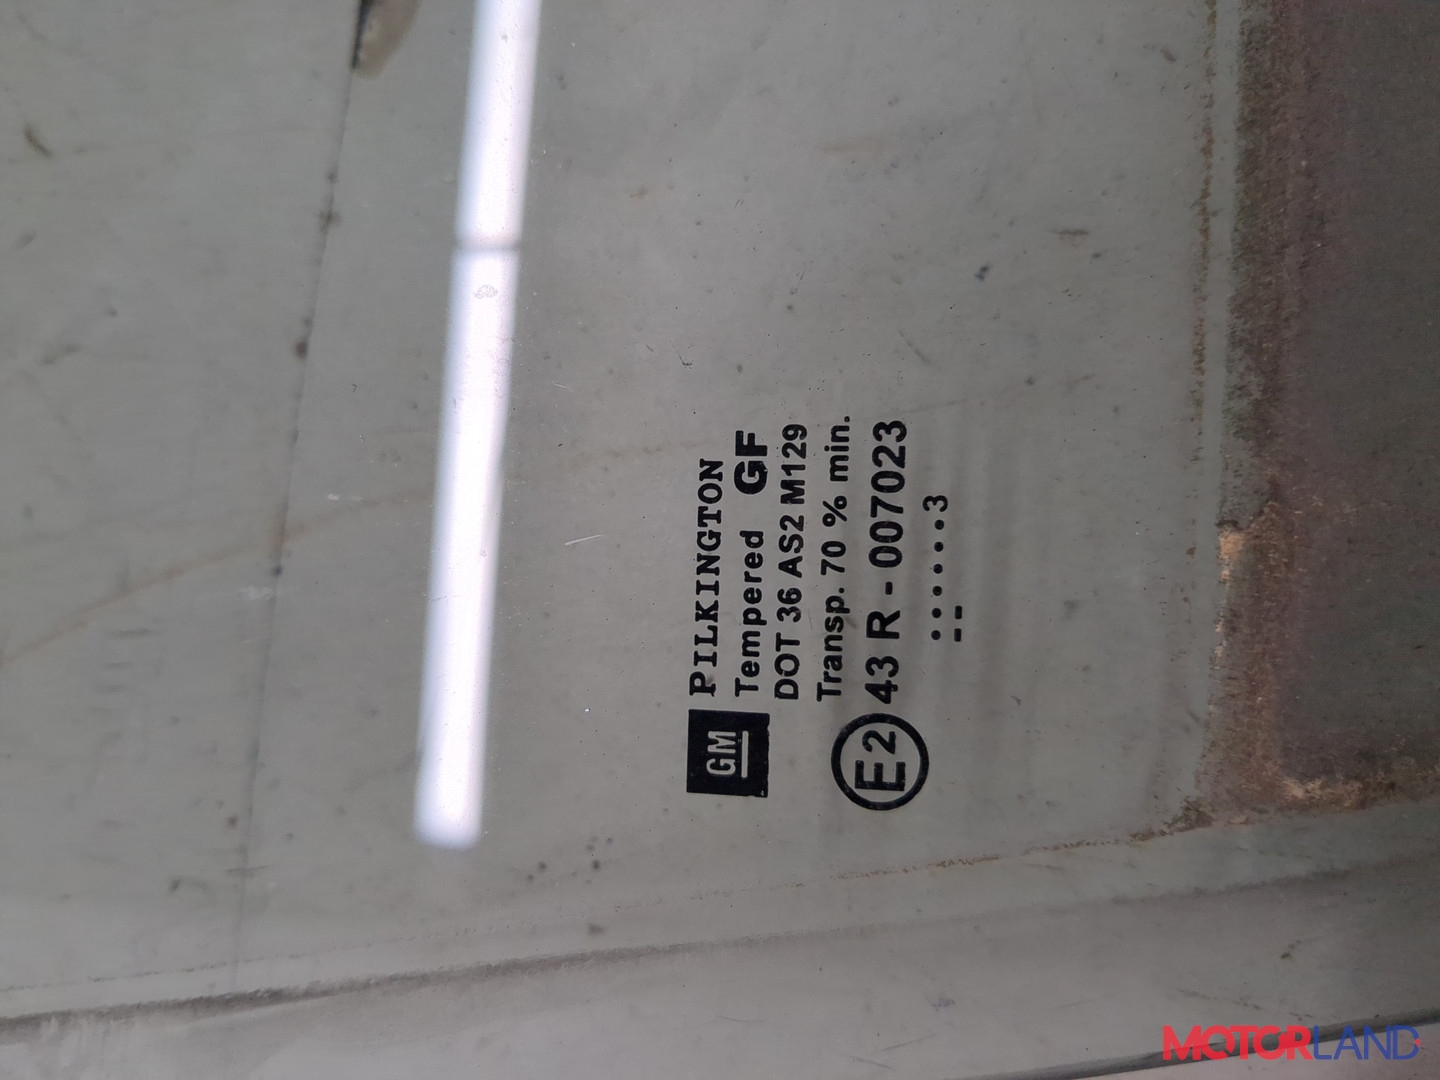 GM
PILKINGTON
Tempered GF
DOT 36 AS2 M129
Transp. 70 % min.
E2 43 R - 007023
.......3
--
MOTORLAND